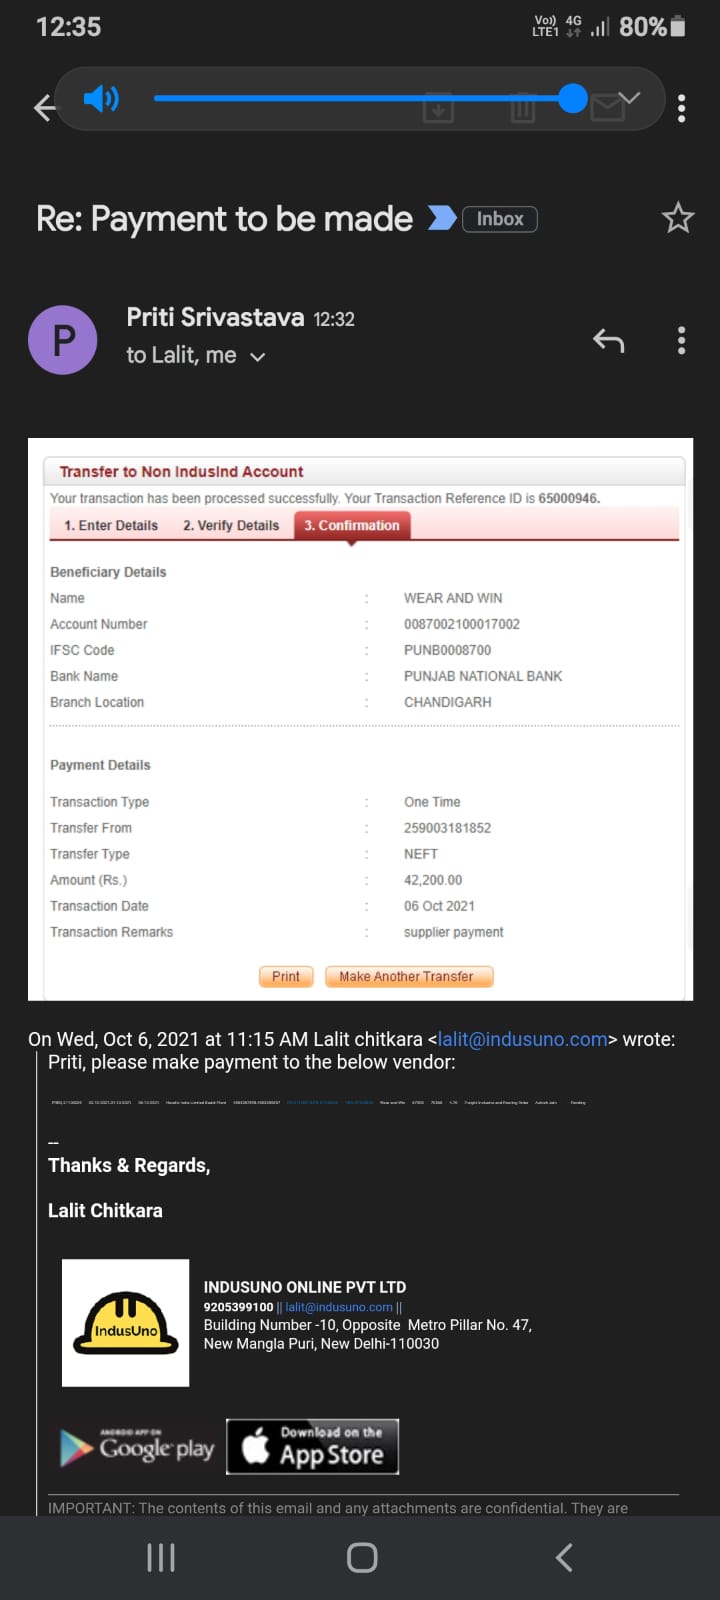 12:35
Vo)) LTE1 4G 80%
Re: Payment to be made Inbox
P
Priti Srivastava 12:32
to Lalit, me
Transfer to Non IndusInd Account
Your transaction has been processed successfully. Your Transaction Reference ID is 65000946.
1. Enter Details 2. Verify Details 3. Confirmation
Beneficiary Details
Name : WEAR AND WIN
Account Number : 0087002100017002
IFSC Code : PUNB0008700
Bank Name : PUNJAB NATIONAL BANK
Branch Location : CHANDIGARH
Payment Details
Transaction Type : One Time
Transfer From : 259003181852
Transfer Type : NEFT
Amount (Rs.) : 42,200.00
Transaction Date : 06 Oct 2021
Transaction Remarks : supplier payment
Print Make Another Transfer
On Wed, Oct 6, 2021 at 11:15 AM Lalit chitkara <lalit@indusuno.com> wrote:
Priti, please make payment to the below vendor:
--
Thanks & Regards,
Lalit Chitkara
IndusUno
INDUSUNO ONLINE PVT LTD
9205399100 || lalit@indusuno.com ||
Building Number -10, Opposite Metro Pillar No. 47,
New Mangla Puri, New Delhi-110030
ANDROID APP ON
Google play
Download on the
App Store
IMPORTANT: The contents of this email and any attachments are confidential. They are